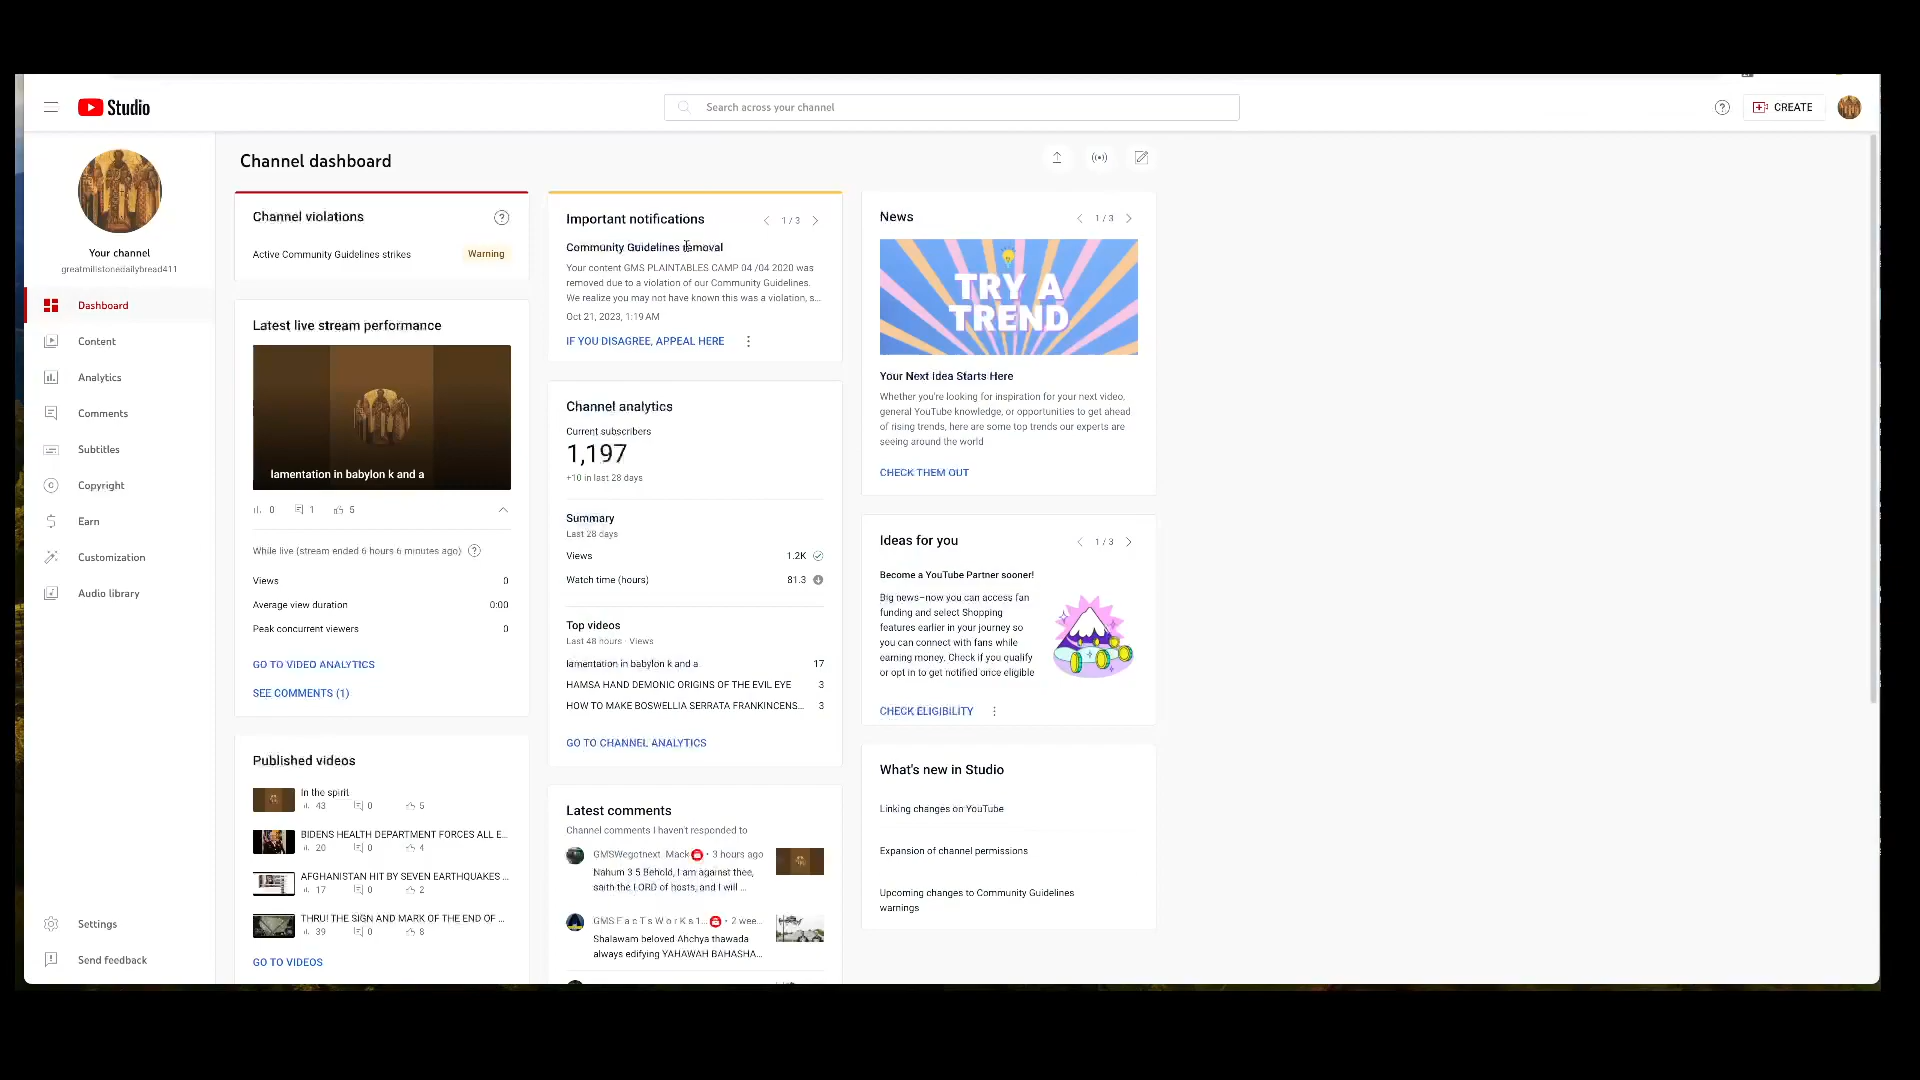 Studio
Search across your channel
CREATE
Your channel
greatmillstonedailybread411
Dashboard
Content
Analytics
Comments
Subtitles
Copyright
Earn
Customization
Audio library
Settings
Send feedback
Channel dashboard
Channel violations
Active Community Guidelines strikes
Warning
Latest live stream performance
lamentation in babylon k and a
0 1 5
While live (stream ended 6 hours 6 minutes ago)
Views 0
Average view duration 0:00
Peak concurrent viewers 0
GO TO VIDEO ANALYTICS
SEE COMMENTS (1)
Published videos
In the spirit
43 0 5
BIDENS HEALTH DEPARTMENT FORCES ALL E...
20 0 4
AFGHANISTAN HIT BY SEVEN EARTHQUAKES ...
17 0 2
THRU! THE SIGN AND MARK OF THE END OF ...
39 0 8
GO TO VIDEOS
Important notifications
1 / 3
Community Guidelines removal
Your content GMS PLAINTABLES CAMP 04 /04 2020 was
removed due to a violation of our Community Guidelines.
We realize you may not have known this was a violation, s...
Oct 21, 2023, 1:19 AM
IF YOU DISAGREE, APPEAL HERE
Channel analytics
Current subscribers
1,197
+10 in last 28 days
Summary
Last 28 days
Views 1.2K
Watch time (hours) 81.3
Top videos
Last 48 hours · Views
lamentation in babylon k and a 17
HAMSA HAND DEMONIC ORIGINS OF THE EVIL EYE 3
HOW TO MAKE BOSWELLIA SERRATA FRANKINCENS... 3
GO TO CHANNEL ANALYTICS
Latest comments
Channel comments I haven't responded to
GMSWegotnext Mack • 3 hours ago
Nahum 3 5 Behold, I am against thee,
saith the LORD of hosts, and I will ...
GMS F a c T s W o r K s 1... • 2 wee...
Shalawam beloved Ahchya thawada
always edifying YAHAWAH BAHASHA...
News
1 / 3
TRY A
TREND
Your Next Idea Starts Here
Whether you're looking for inspiration for your next video,
general YouTube knowledge, or opportunities to get ahead
of rising trends, here are some top trends our experts are
seeing around the world
CHECK THEM OUT
Ideas for you
1 / 3
Become a YouTube Partner sooner!
Big news–now you can access fan
funding and select Shopping
features earlier in your journey so
you can connect with fans while
earning money. Check if you qualify
or opt in to get notified once eligible
CHECK ELIGIBILITY
What's new in Studio
Linking changes on YouTube
Expansion of channel permissions
Upcoming changes to Community Guidelines
warnings